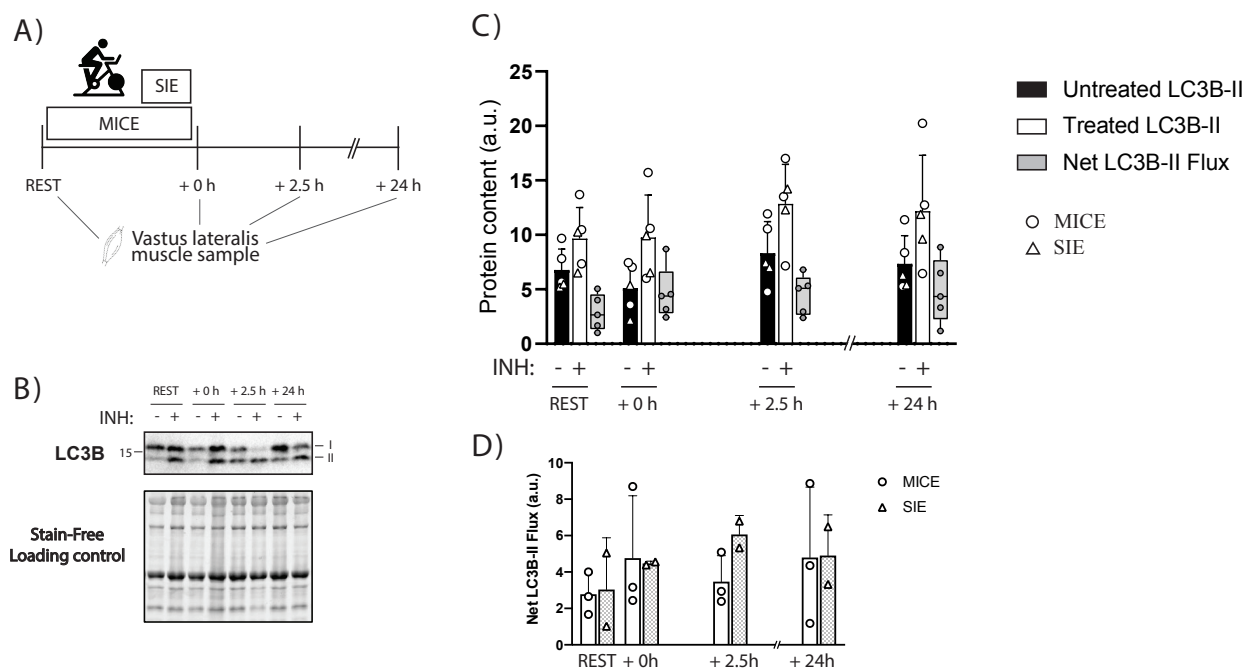 A)
SIE
MICE
REST
+ 0 h
+ 2.5 h
+ 24 h
Vastus lateralis
muscle sample
B)
REST + 0 h + 2.5 h + 24 h
INH: - + - + - + - +
LC3B
15
I
II
Stain-Free
Loading control
C)
Protein content (a.u.)
25
20
15
10
5
0
INH: - + - + - + - +
REST + 0 h + 2.5 h + 24 h
Untreated LC3B-II
Treated LC3B-II
Net LC3B-II Flux
MICE
SIE
D)
Net LC3B-II Flux (a.u.)
10
8
6
4
2
0
REST + 0h + 2.5h + 24h
MICE
SIE